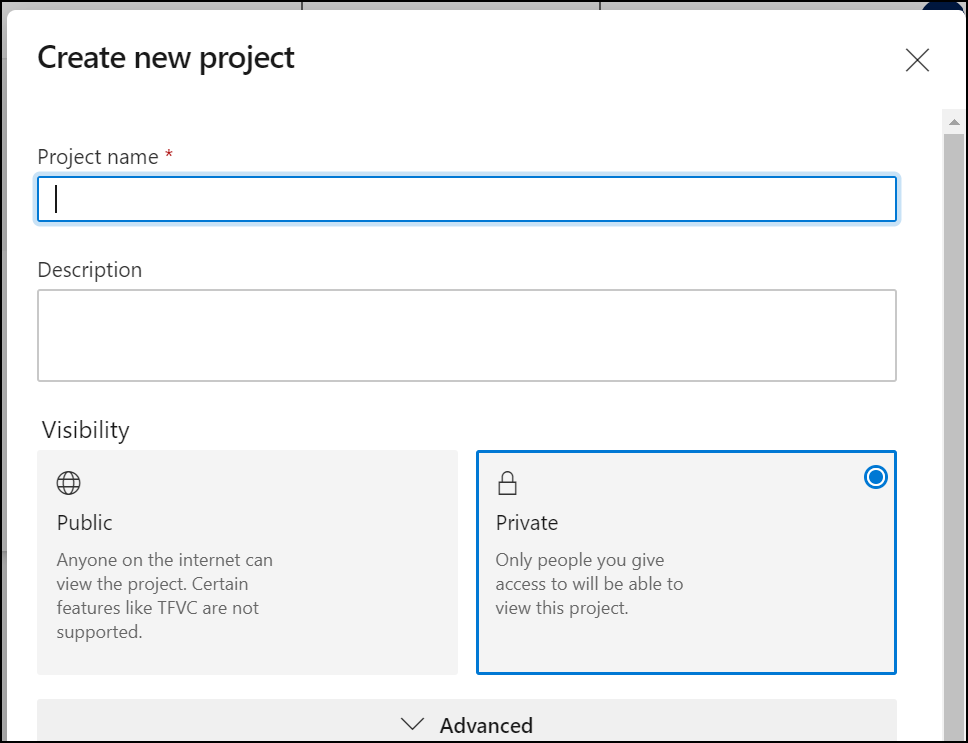 Create new project
Project name *
Description
Visibility
Public
Anyone on the internet can
view the project. Certain
features like TFVC are not
supported.
Private
Only people you give
access to will be able to
view this project.
Advanced